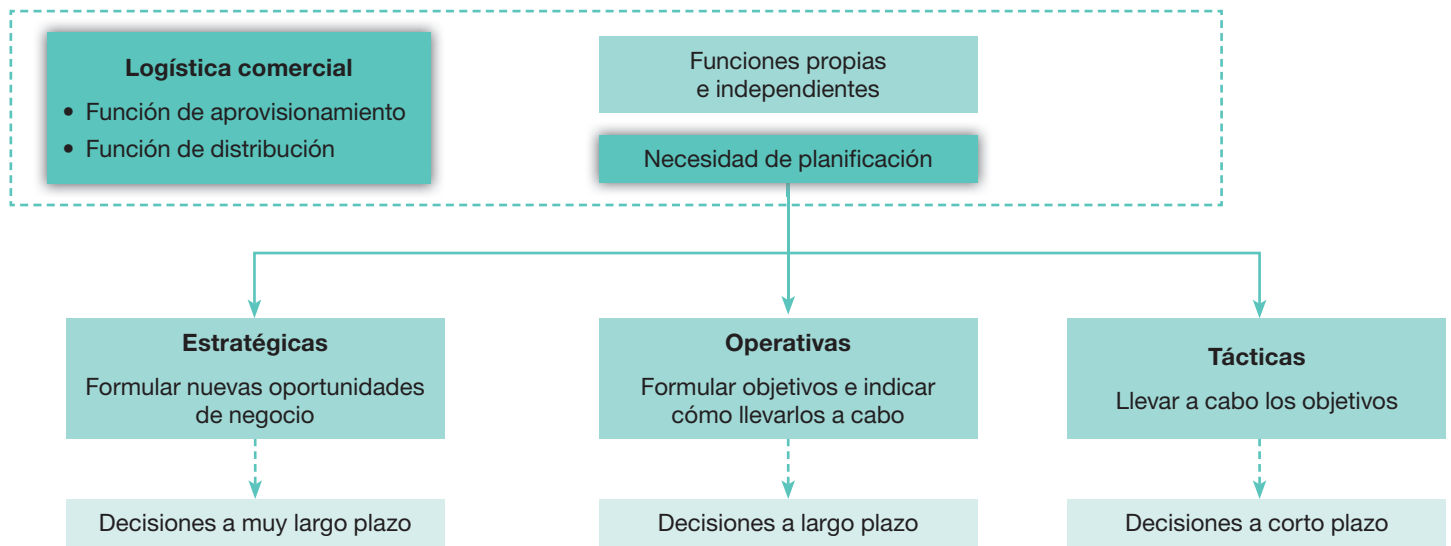 Logística comercial
• Función de aprovisionamiento
• Función de distribución
Funciones propias
e independientes
Necesidad de planificación
Estratégicas
Formular nuevas oportunidades
de negocio
Operativas
Formular objetivos e indicar
cómo llevarlos a cabo
Tácticas
Llevar a cabo los objetivos
Decisiones a muy largo plazo
Decisiones a largo plazo
Decisiones a corto plazo